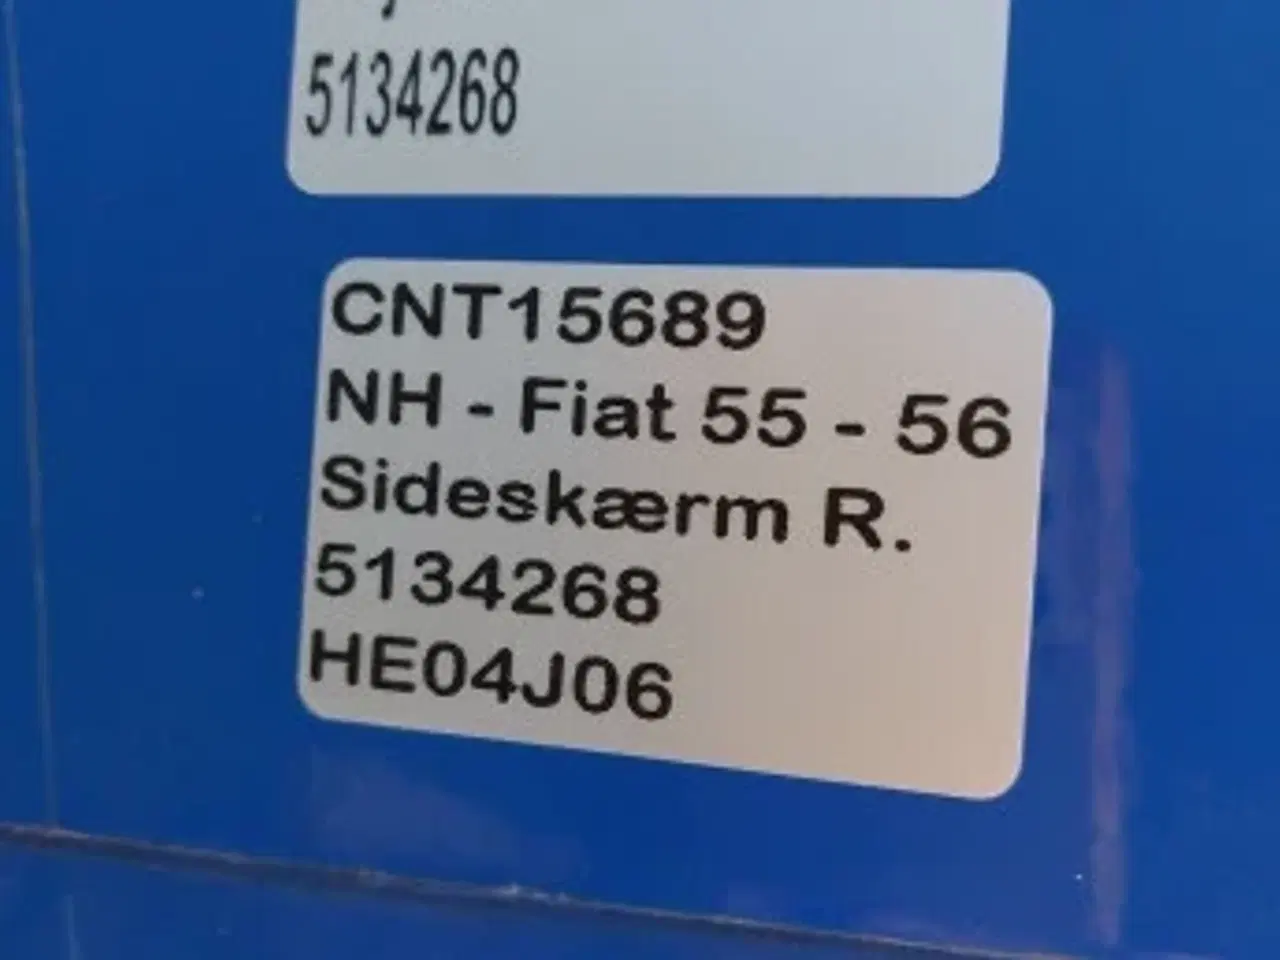 5134268
CNT15689
NH - Fiat 55 - 56
Sideskærm R.
5134268
HE04J06